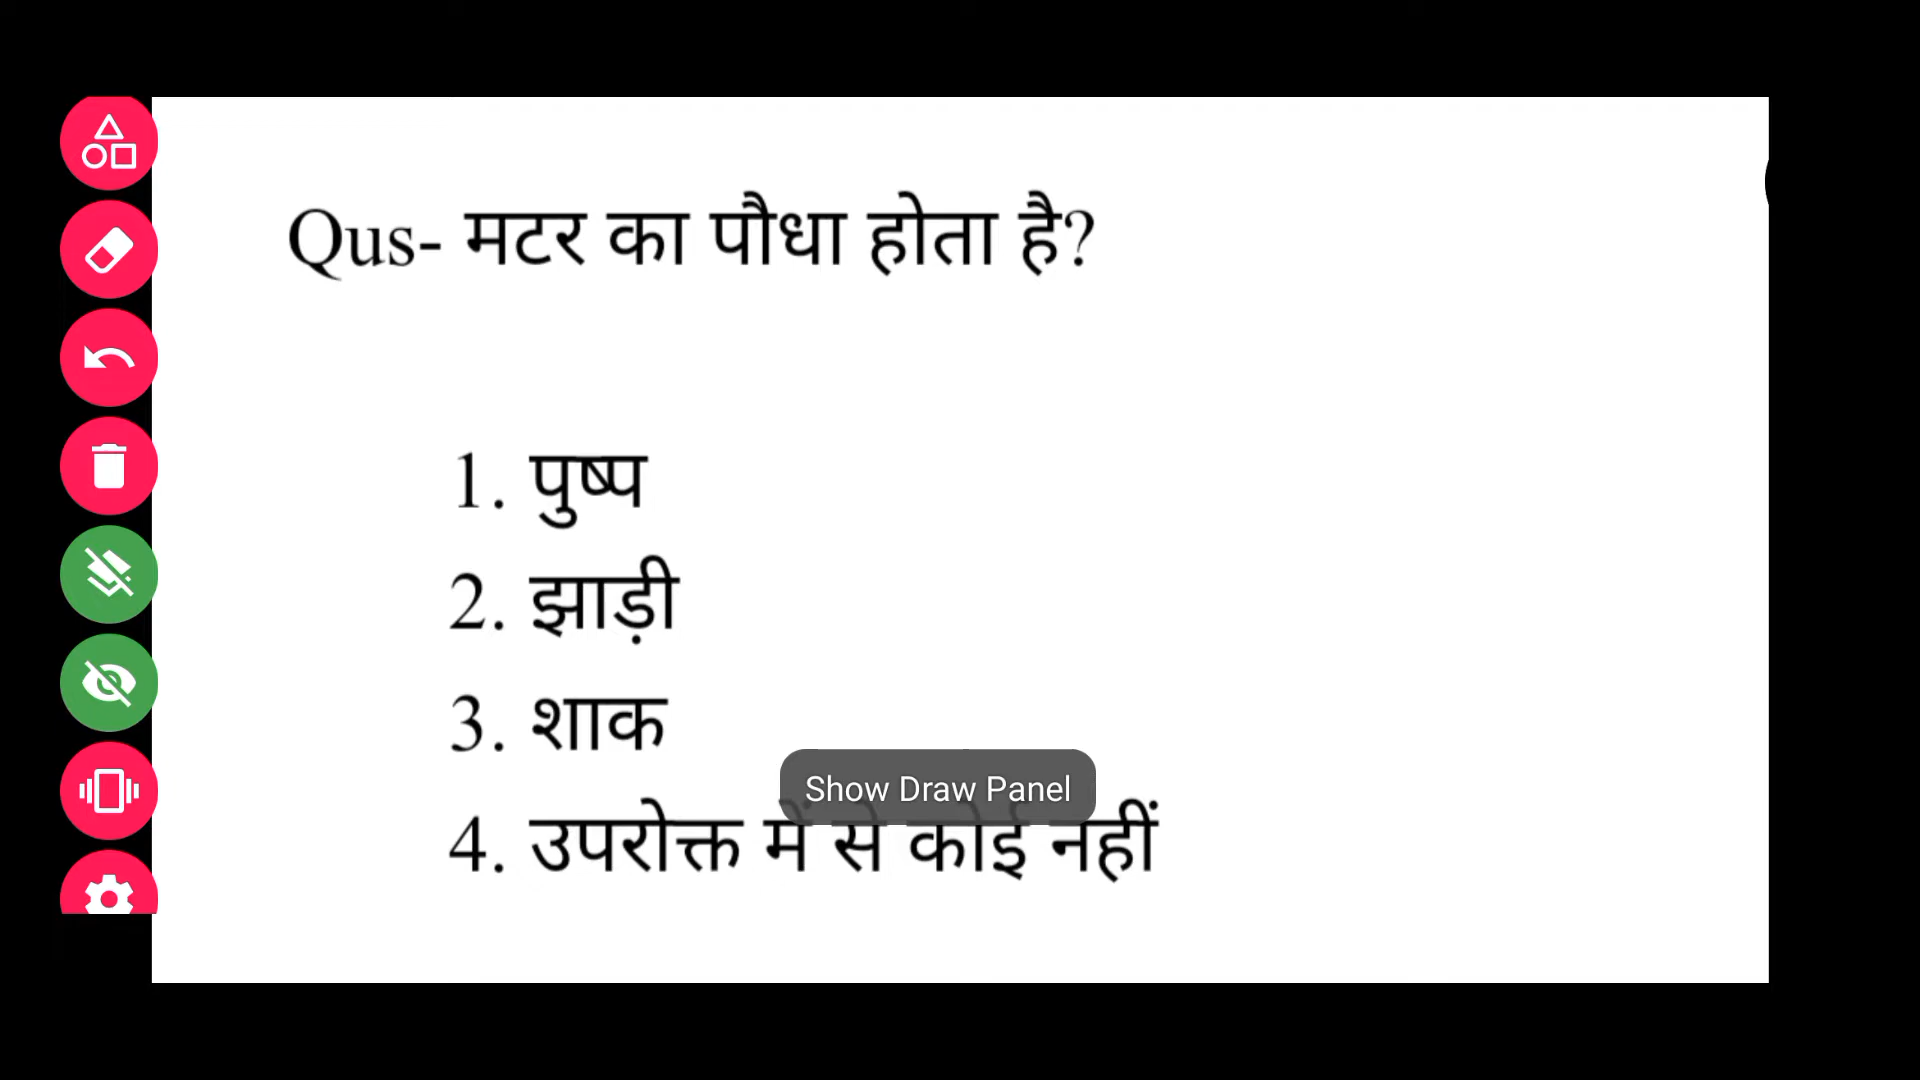 Qus- मटर का पौधा होता है?
1. पुष्प
2. झाड़ी
3. शाक
Show Draw Panel
4. उपरोक्त में से कोई नहीं